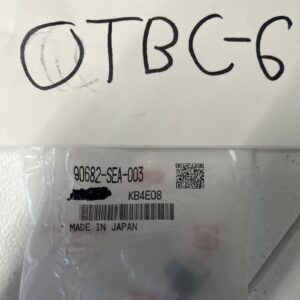 OTBC-6
90682-SEA-003
KB4E08
MADE IN JAPAN